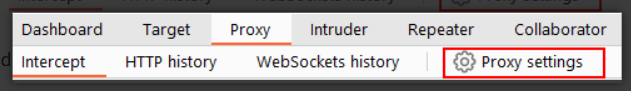 Dashboard Target Proxy Intruder Repeater Collaborator
Intercept HTTP history WebSockets history Proxy settings